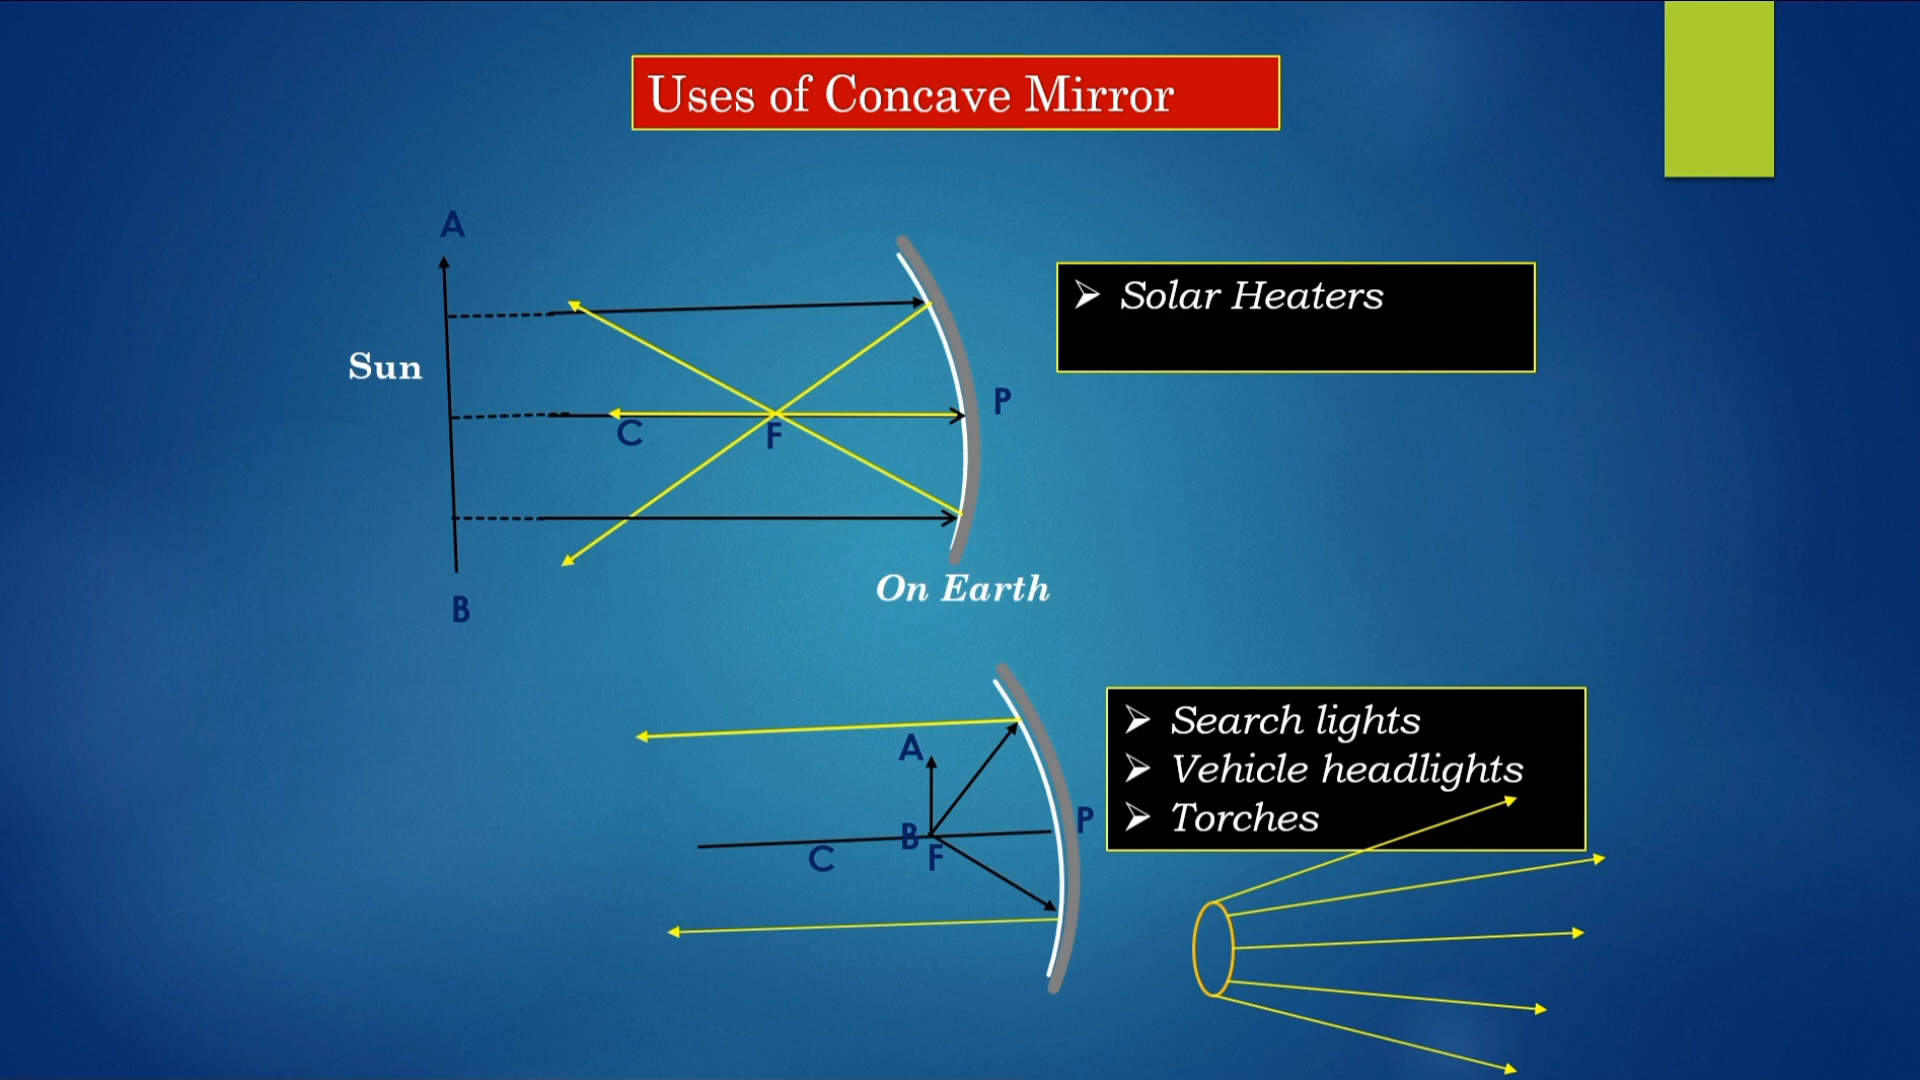 Uses of Concave Mirror
A
Sun
C
F
P
B
On Earth
➢ Solar Heaters
A
B
C
F
P
➢ Search lights
➢ Vehicle headlights
➢ Torches